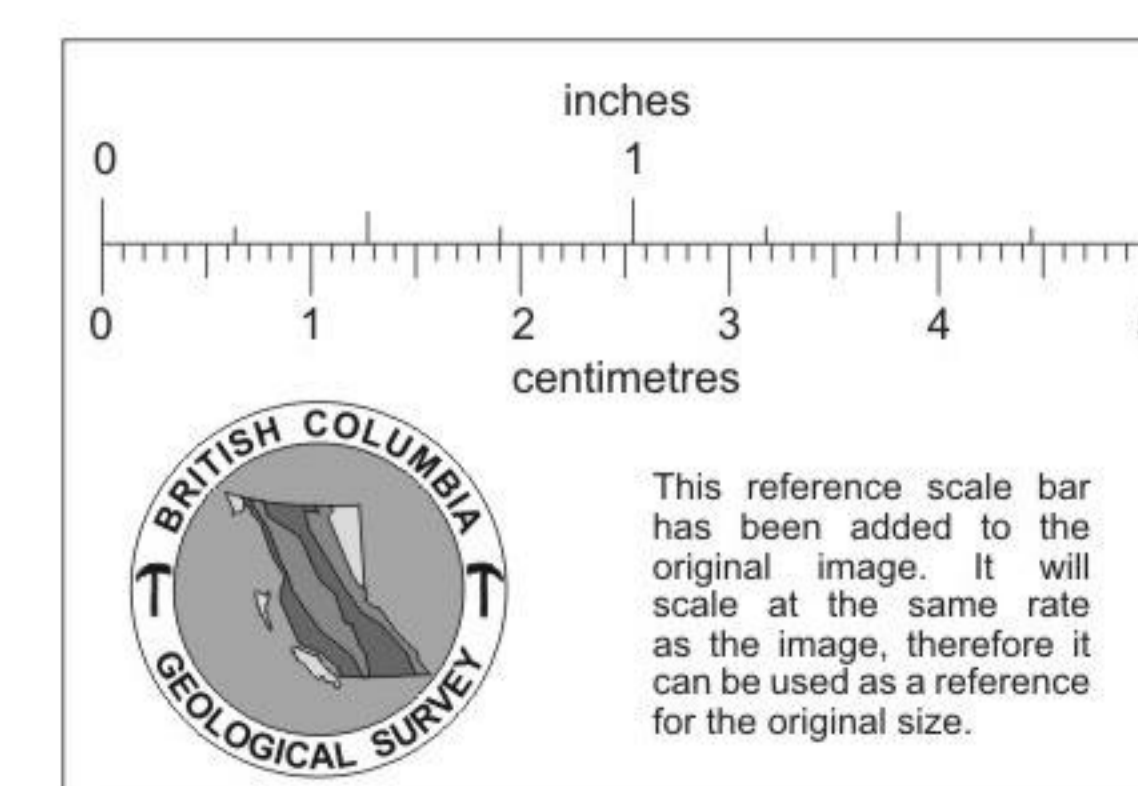 inches
0 1
0 1 2 3 4
centimetres
BRITISH COLUMBIA
GEOLOGICAL SURVEY
This reference scale bar
has been added to the
original image. It will
scale at the same rate
as the image, therefore it
can be used as a reference
for the original size.